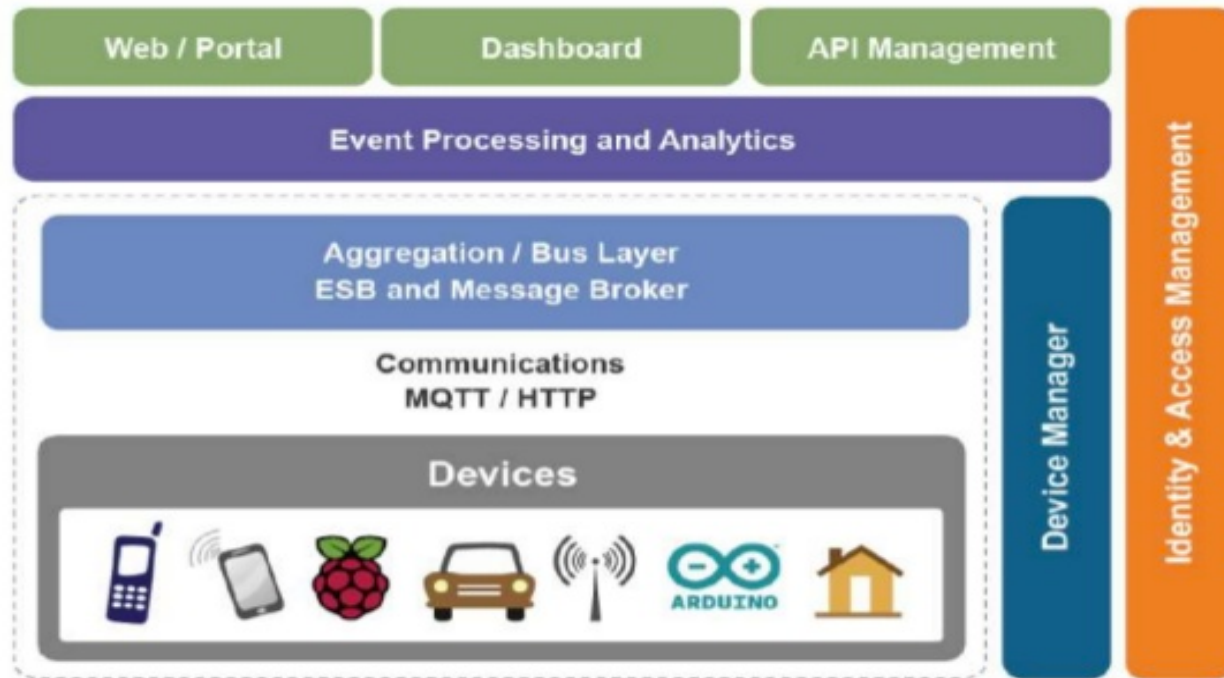 Web / Portal
Dashboard
API Management
Event Processing and Analytics
Aggregation / Bus Layer
ESB and Message Broker
Communications
MQTT / HTTP
Devices
ARDUINO
Device Manager
Identity & Access Management